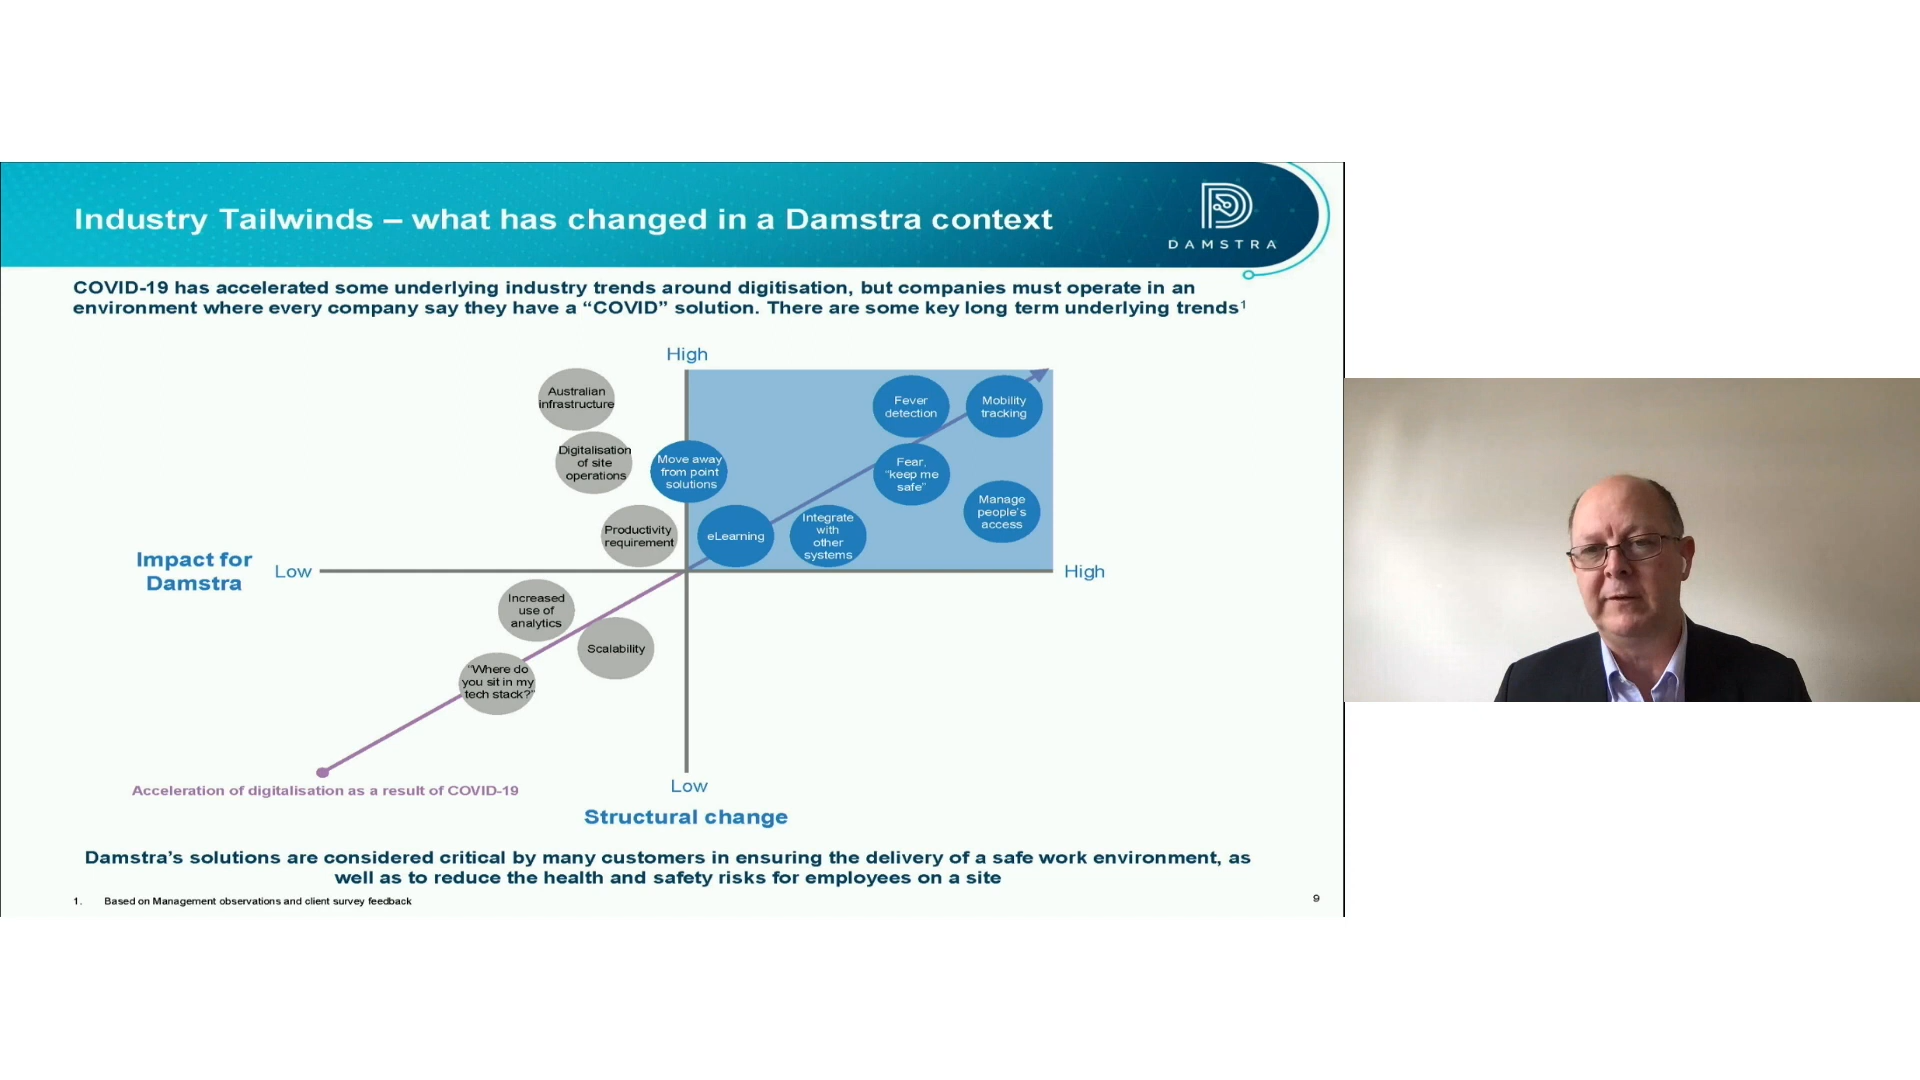 Industry Tailwinds – what has changed in a Damstra context
DAMSTRA
COVID-19 has accelerated some underlying industry trends around digitisation, but companies must operate in an
environment where every company say they have a “COVID” solution. There are some key long term underlying trends¹
High
Australian
infrastructure
Digitalisation
of site
operations
Move away
from point
solutions
Fever
detection
Mobility
tracking
Fear,
“keep me
safe”
Manage
people’s
access
Productivity
requirement
eLearning
Integrate
with
other
systems
Impact for
Damstra
Low
High
Increased
use of
analytics
Scalability
“Where do
you sit in my
tech stack?”
Acceleration of digitalisation as a result of COVID-19
Low
Structural change
Damstra’s solutions are considered critical by many customers in ensuring the delivery of a safe work environment, as
well as to reduce the health and safety risks for employees on a site
1. Based on Management observations and client survey feedback
9